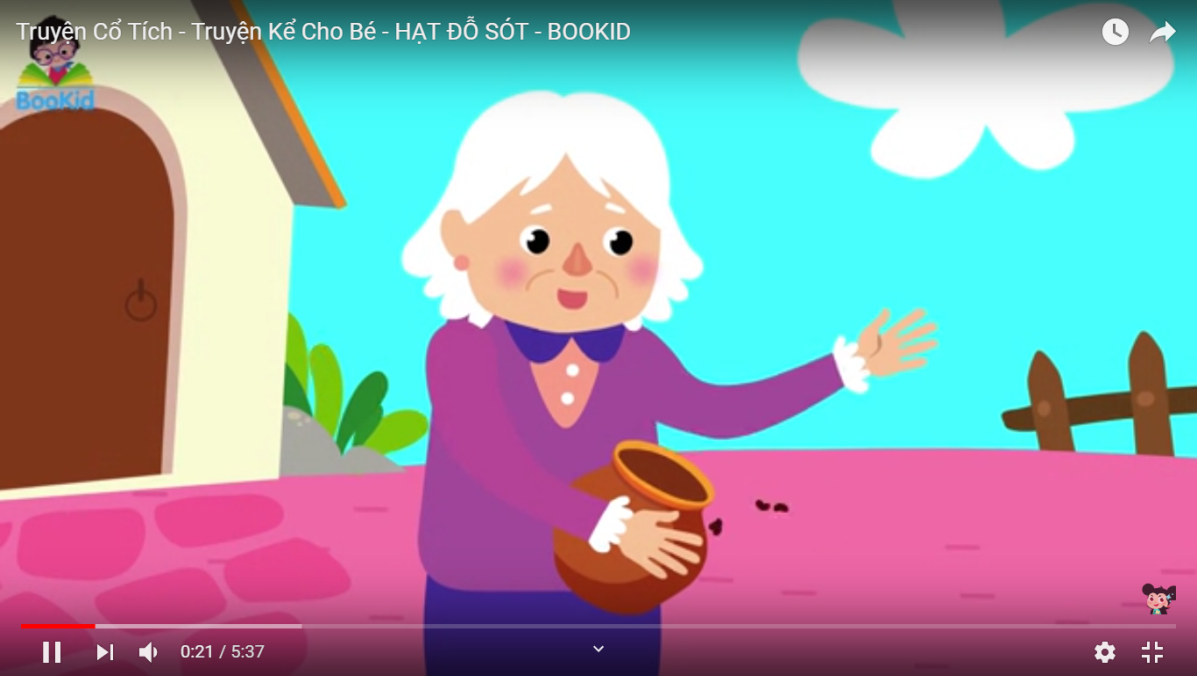 Truyện Cổ Tích - Truyện Kể Cho Bé - HẠT ĐỖ SÓT - BOOKID
BooKid
0:21 / 5:37